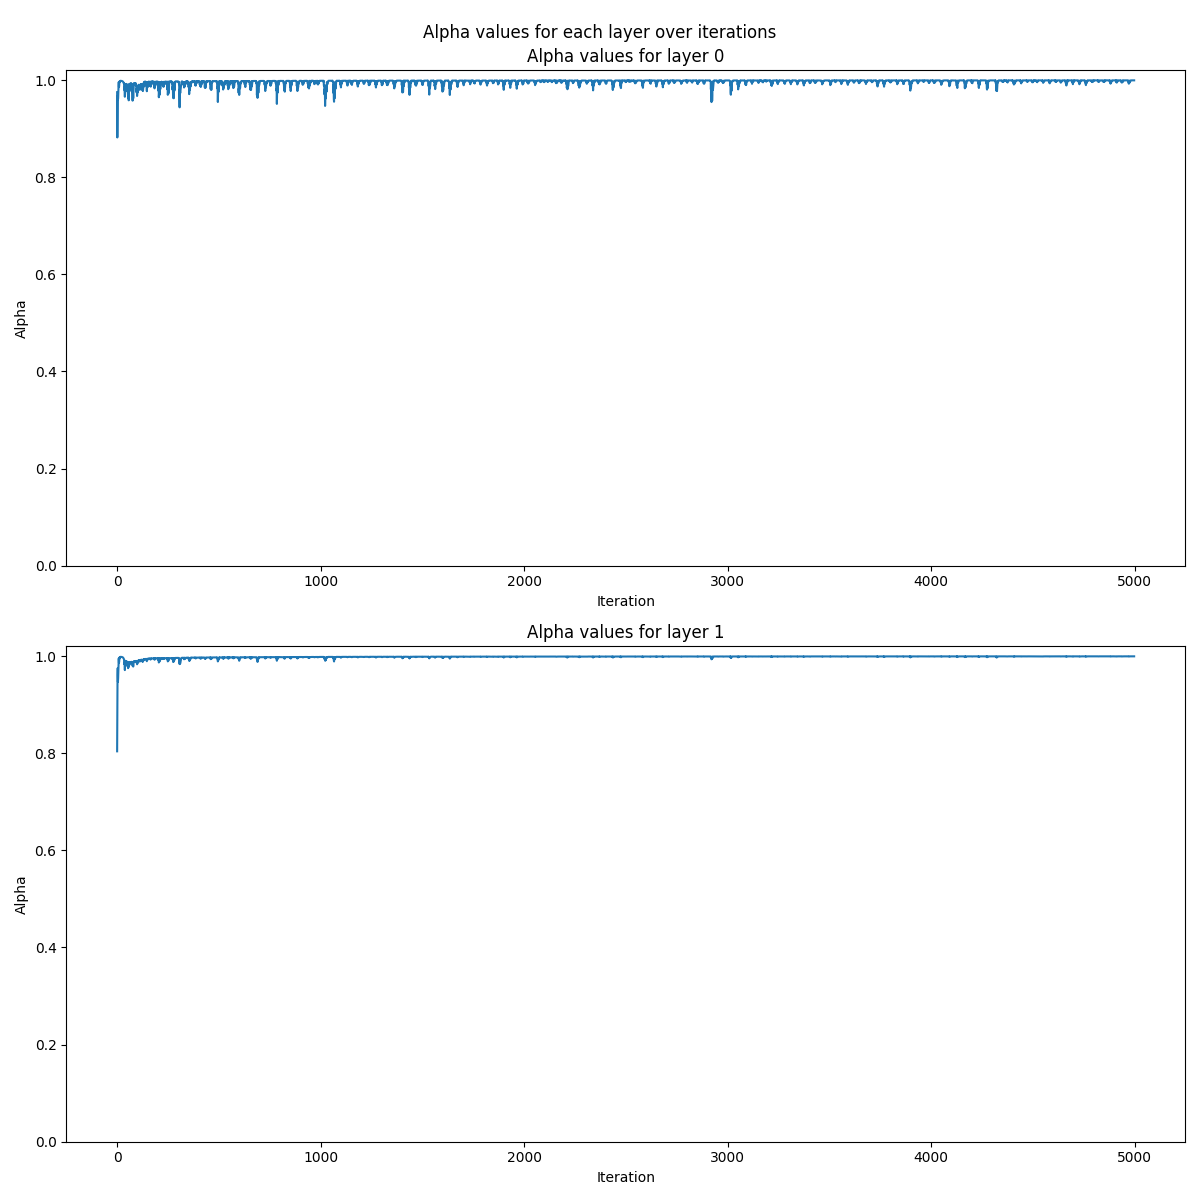 Alpha values for each layer over iterations
Alpha values for layer 0
1.0
0.8
0.6
0.4
0.2
0.0
Alpha
0 1000 2000 3000 4000 5000
Iteration
Alpha values for layer 1
1.0
0.8
0.6
0.4
0.2
0.0
Alpha
0 1000 2000 3000 4000 5000
Iteration